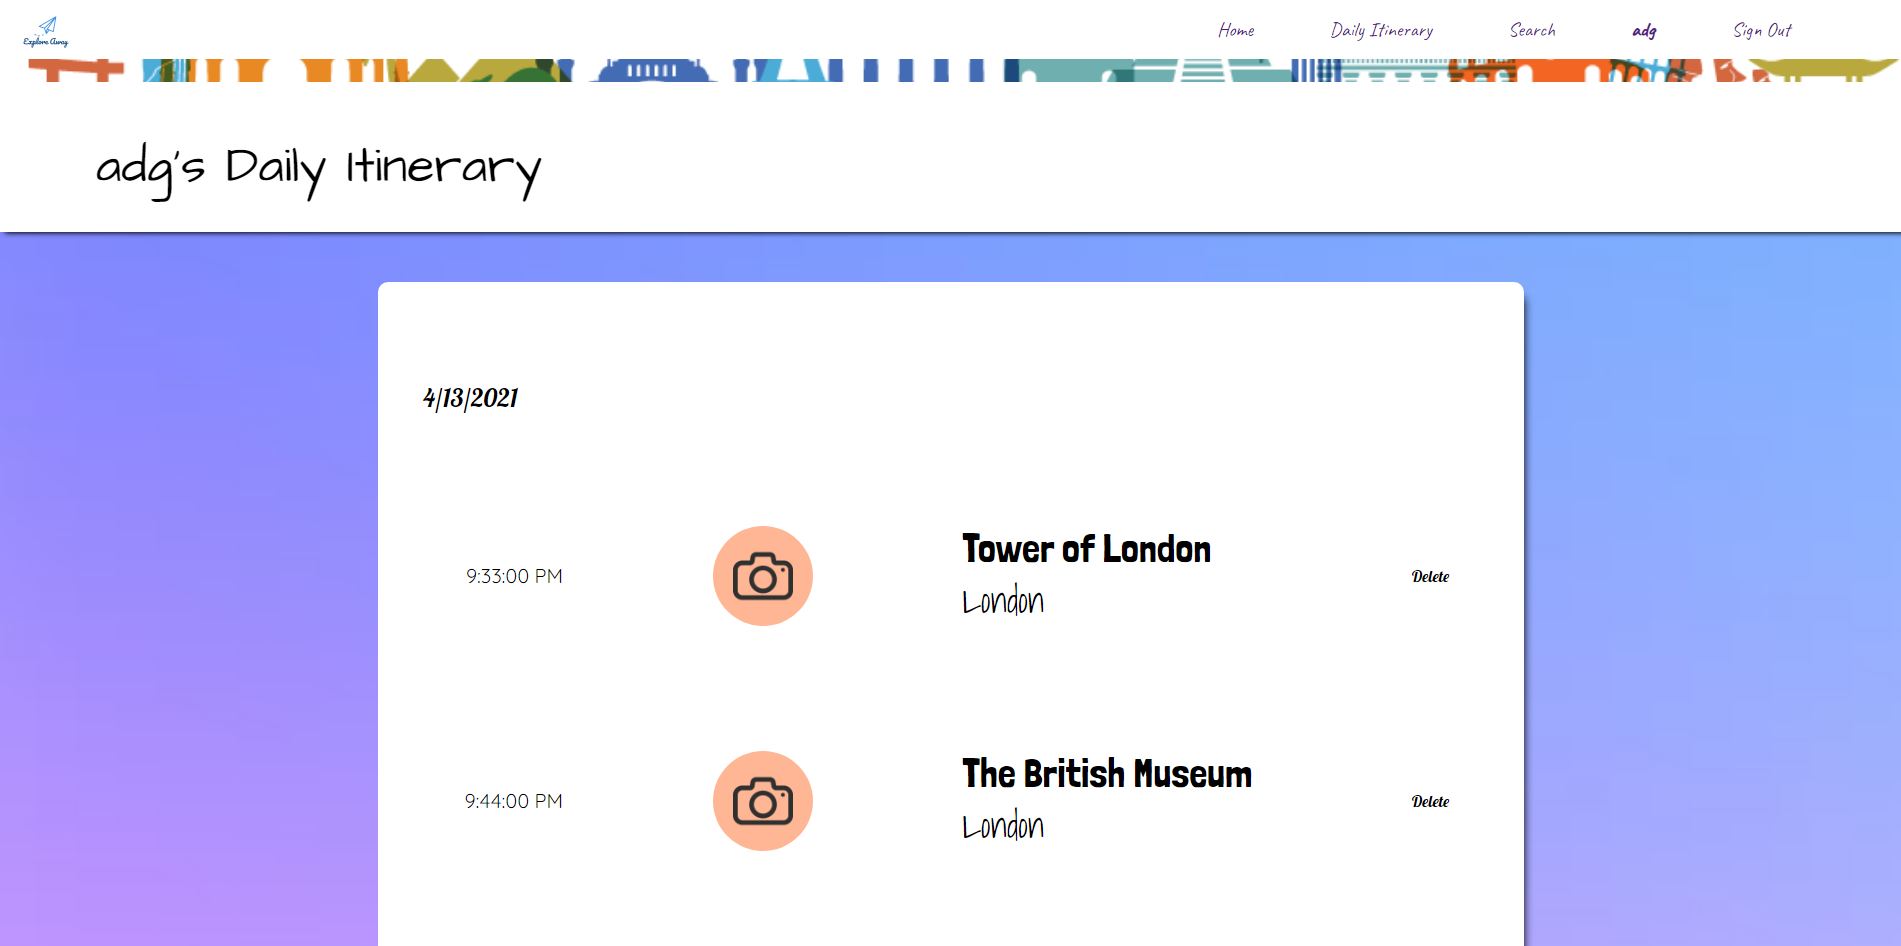 Explore Away
Home Daily Itinerary Search adg Sign Out
adg's Daily Itinerary
4/13/2021
9:33:00 PM
Tower of London
London
Delete
9:44:00 PM
The British Museum
London
Delete